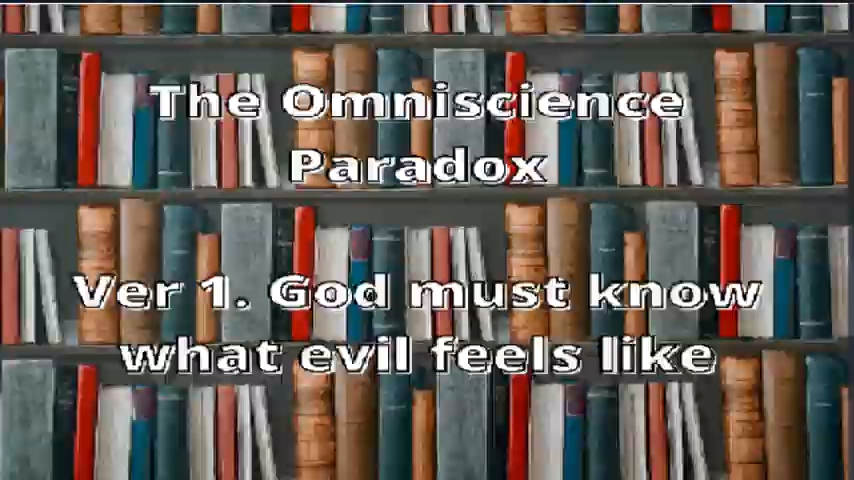 The Omniscience
Paradox
Ver 1. God must know
what evil feels like